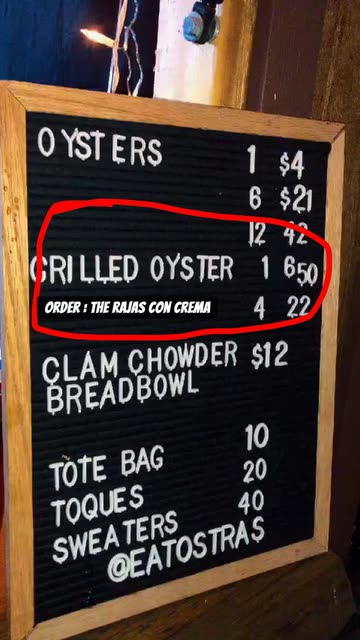 OYSTERS 1 $4
6 $21
12 42
GRILLED OYSTER 1 650
ORDER : THE RAJAS CON CREMA
4 22
CLAM CHOWDER $12
BREADBOWL
TOTE BAG 10
TOQUES 20
SWEATERS 40
@EATOSTRAS